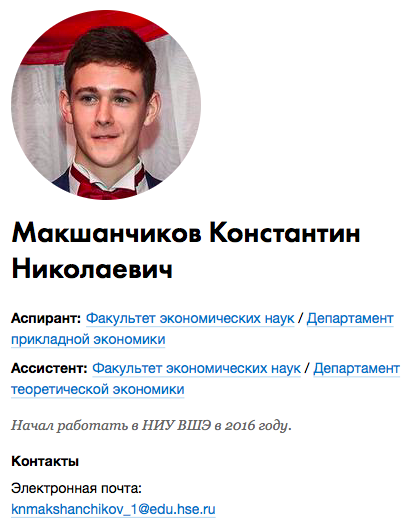 Макшанчиков Константин
Николаевич
Аспирант: Факультет экономических наук / Департамент
прикладной экономики
Ассистент: Факультет экономических наук / Департамент
теоретической экономики
Начал работать в НИУ ВШЭ в 2016 году.
Контакты
Электронная почта:
knmakshanchikov_1@edu.hse.ru